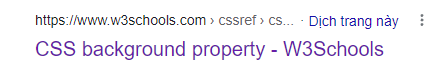 https://www.w3schools.com › cssref › cs... · Dịch trang này
CSS background property - W3Schools